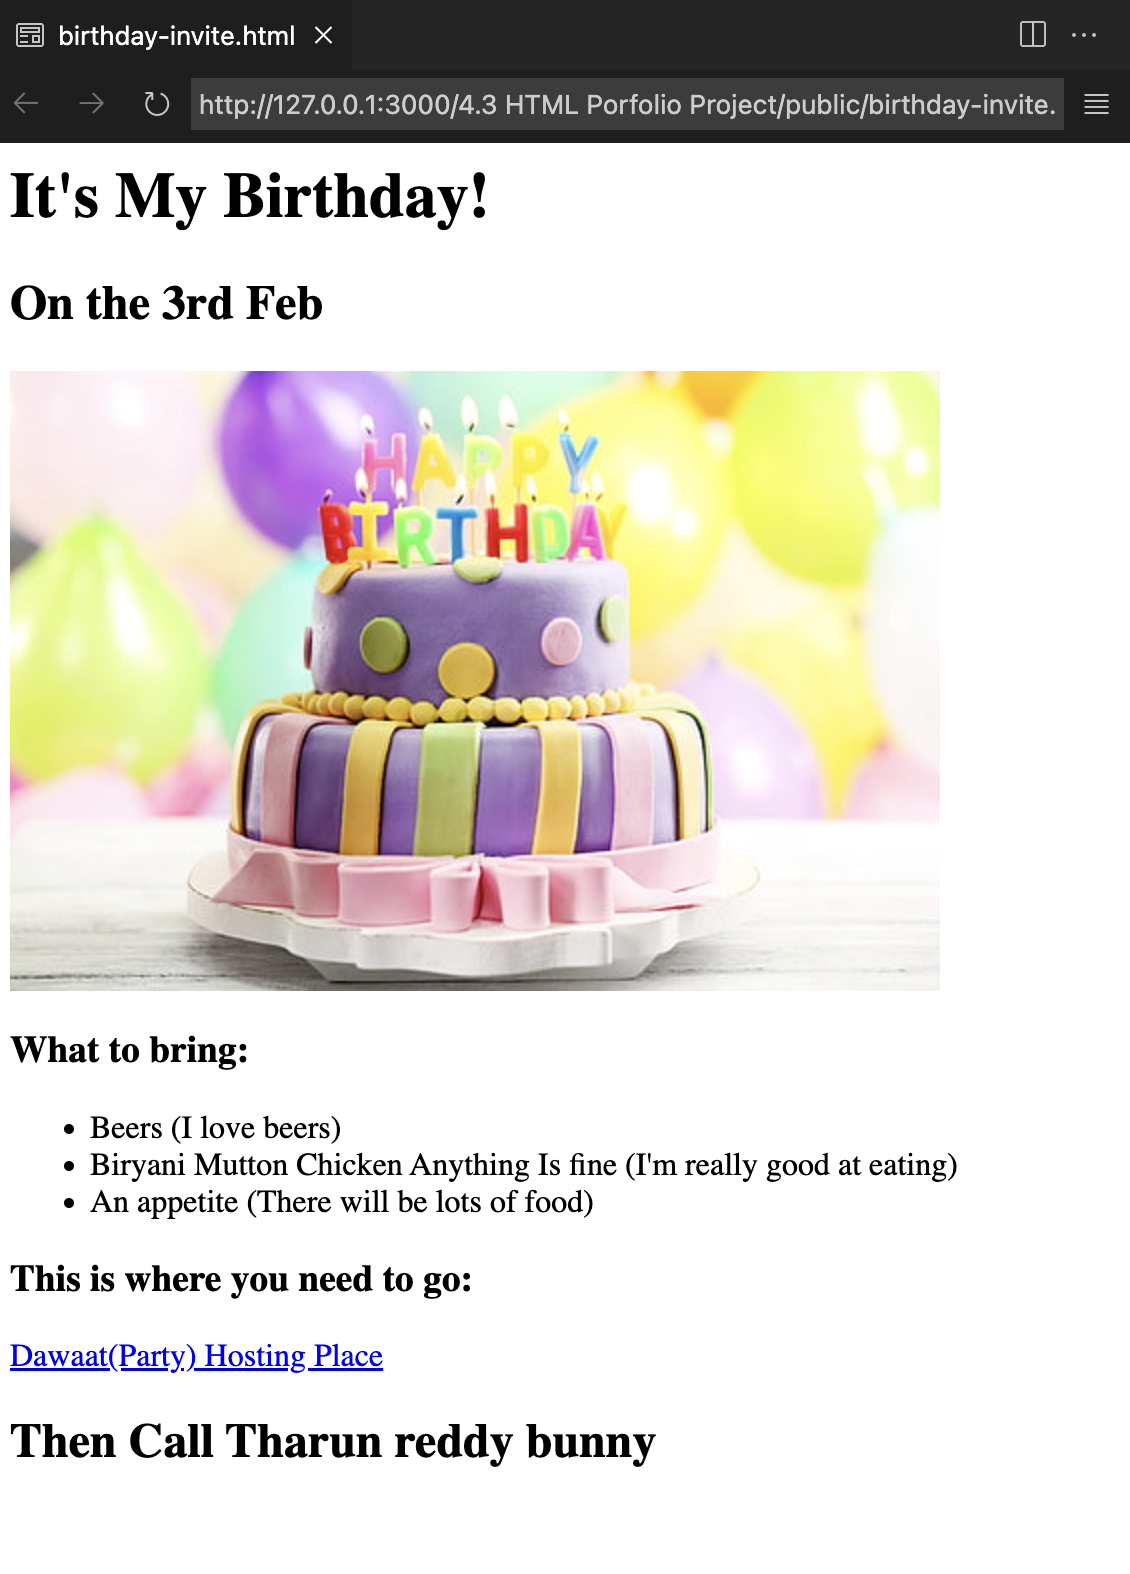 birthday-invite.html
http://127.0.0.1:3000/4.3 HTML Porfolio Project/public/birthday-invite.
It's My Birthday!
On the 3rd Feb
HAPPY
BIRTHDAY
What to bring:
• Beers (I love beers)
• Biryani Mutton Chicken Anything Is fine (I'm really good at eating)
• An appetite (There will be lots of food)
This is where you need to go:
Dawaat(Party) Hosting Place
Then Call Tharun reddy bunny